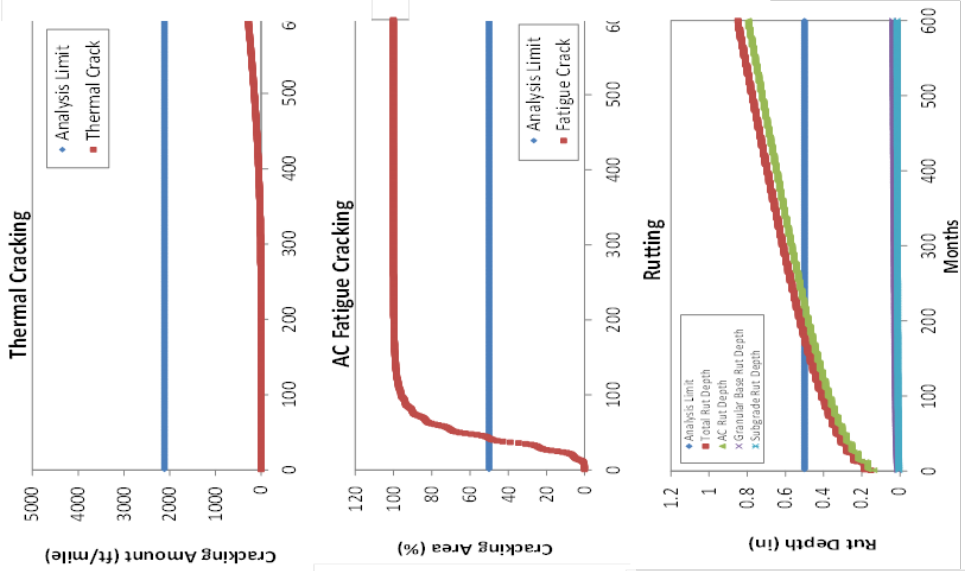 Thermal Cracking
Cracking Amount (ft/mile)
5000
4000
3000
2000
1000
0
Analysis Limit
Thermal Crack
0
100
200
300
400
500
6
AC Fatigue Cracking
Cracking Area (%)
120
100
80
60
40
20
0
Analysis Limit
Fatigue Crack
0
100
200
300
400
500
60
Rutting
Rut Depth (in)
1.2
1
0.8
0.6
0.4
0.2
0
Analysis Limit
Total Rut Depth
AC Rut Depth
Granular Base Rut Depth
Subgrade Rut Depth
0
100
200
300
400
500
600
Months